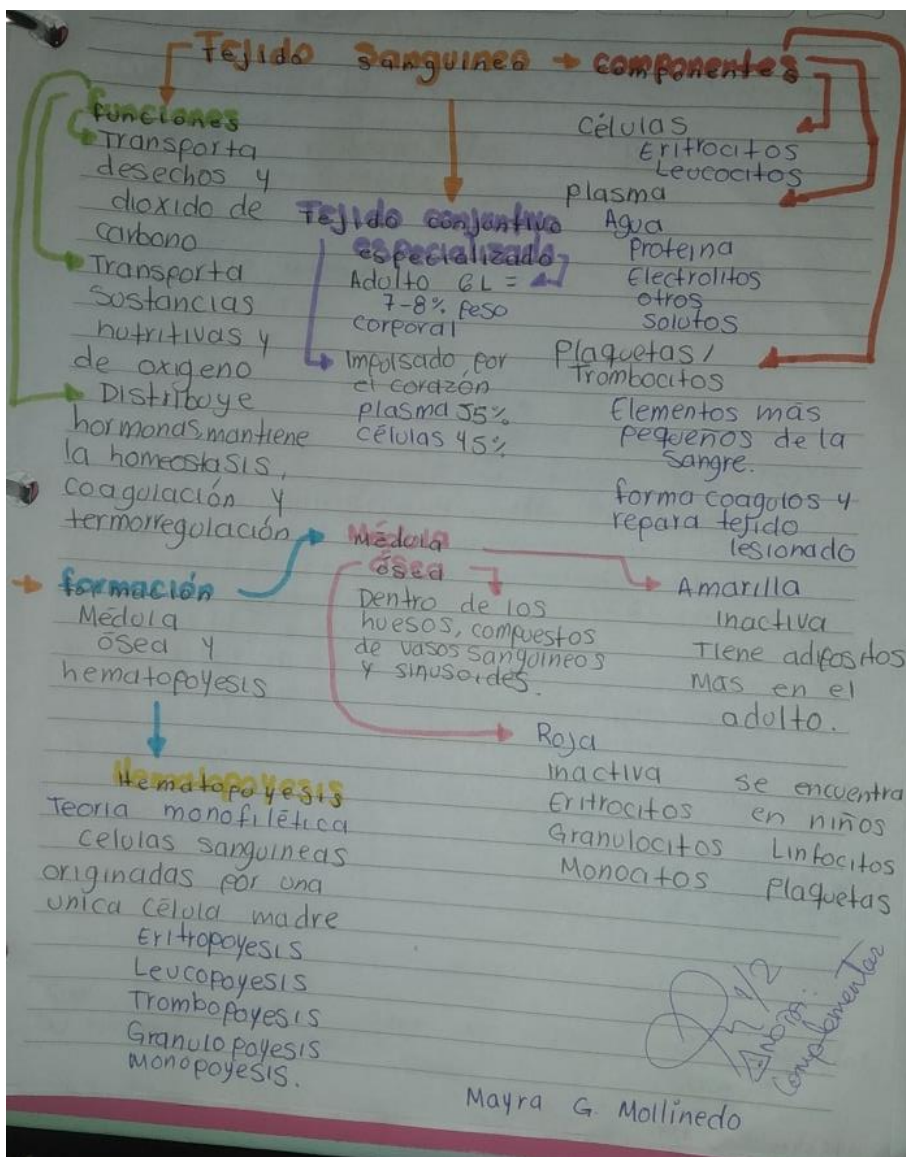 Tejido sanguineo → componentes
funciones
Transporta
desechos y
dioxido de
carbono
Transporta
Sustancias
nutritivas y
de oxigeno
Distribuye
hormonas, mantiene
la homeostasis,
coagulación y
termorregulación
Tejido conjuntivo
especializado
Adulto 6L =
7-8% peso
corporal
Impulsado por
el corazón
plasma 55%
células 45%
Células
Eritrocitos
Leucocitos
plasma
Agua
Proteina
Electrolitos
otros
solutos
Plaquetas/
Trombocitos
Elementos más
pequeños de la
Sangre.
forma coagulos y
repara tejido
lesionado
formación
Médula
ósea y
hematopoyesis
Médula
ósea
Dentro de los
huesos, compuestos
de vasos sanguineos
y sinusoides.
Amarilla
inactiva
Tiene adipositos
Mas en el
adulto.
Roja
inactiva se encuentra
Eritrocitos en niños
Granulocitos Linfocitos
Monocitos Plaquetas
Hematopoyesis
Teoria monofilética
celulas sanguineas
originadas por una
unica célula madre
Eritropoyesis
Leucopoyesis
Trombopoyesis
Granulopoyesis
Monopoyesis.
1/2
Complementar
Mayra G. Mollinedo